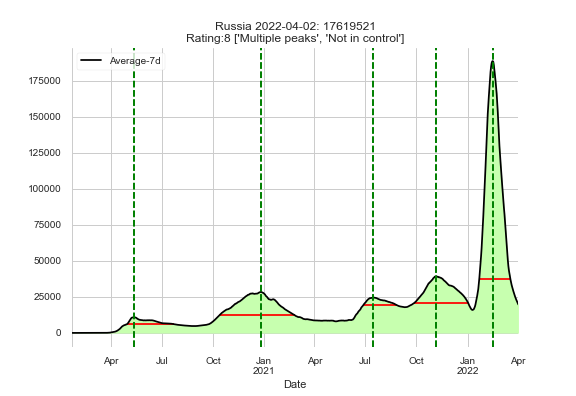 Russia 2022-04-02: 17619521
Rating:8 ['Multiple peaks', 'Not in control']
Average-7d
175000
150000
125000
100000
75000
50000
25000
0
Apr Jul Oct Jan Apr Jul Oct Jan Apr
2021 2022
Date